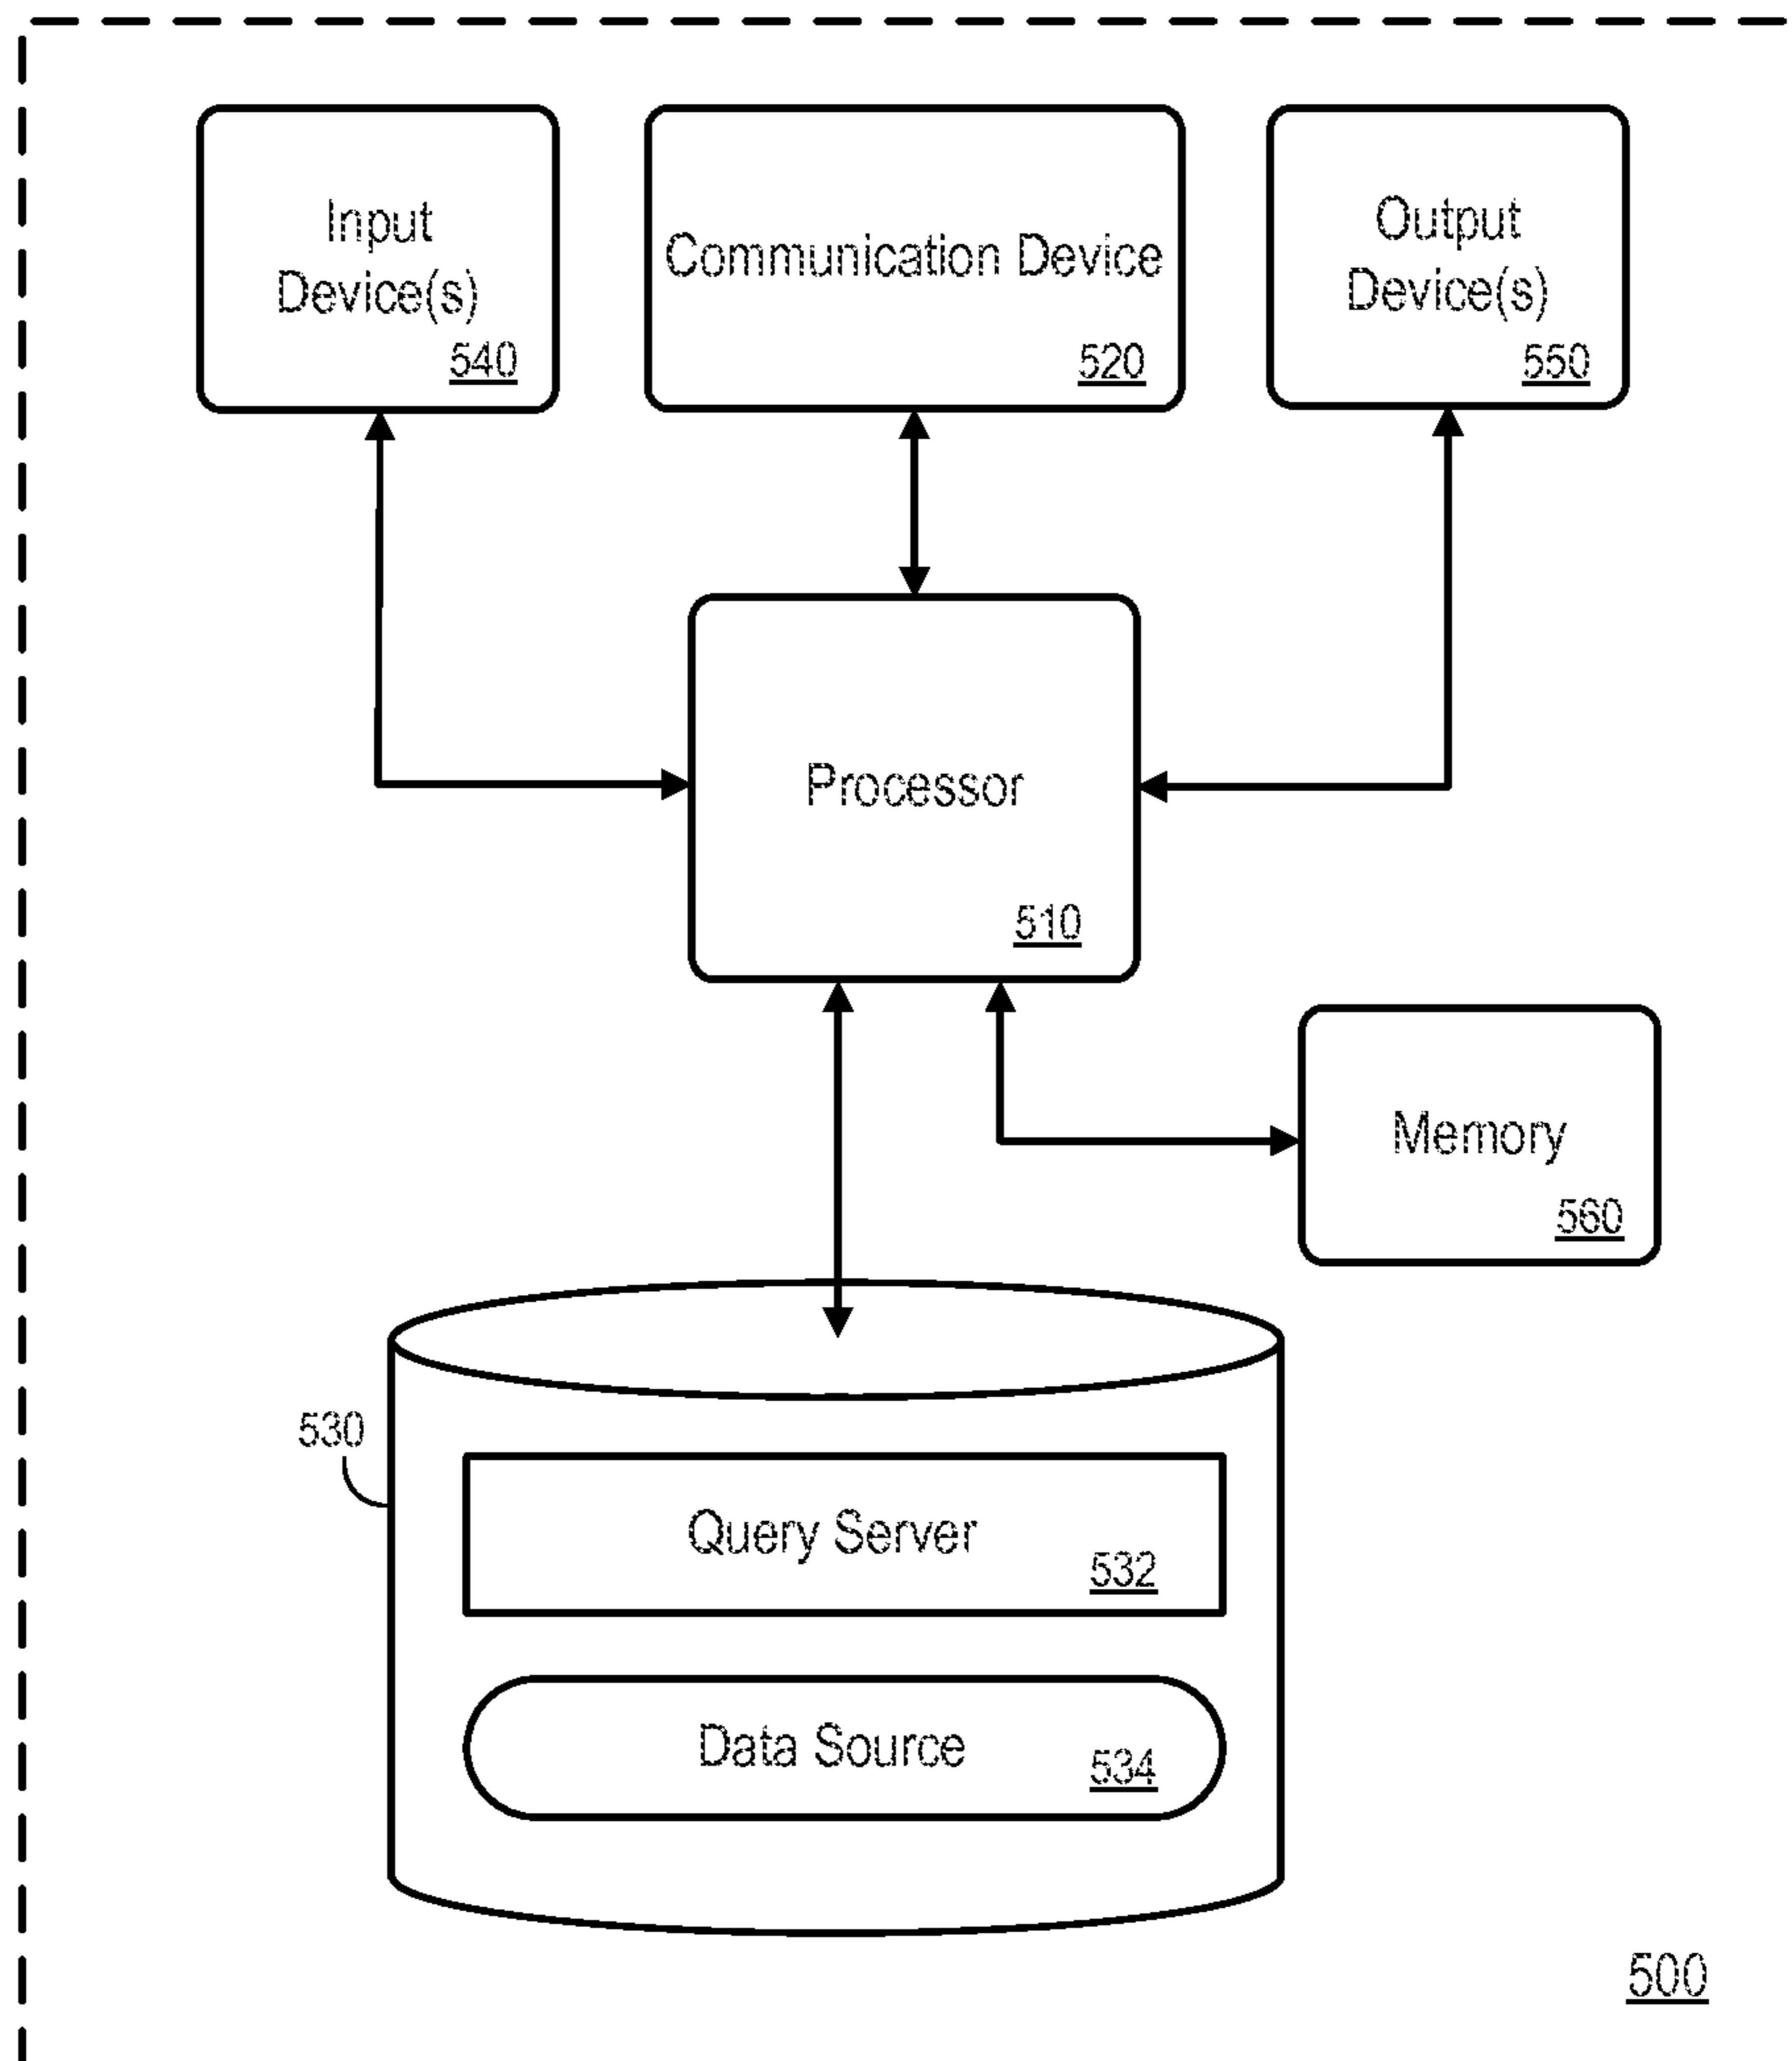 Input
Device(s)
540
Communication Device
520
Output
Device(s)
550
Processor
510
Memory
560
530
Query Server
532
Data Source
534
500